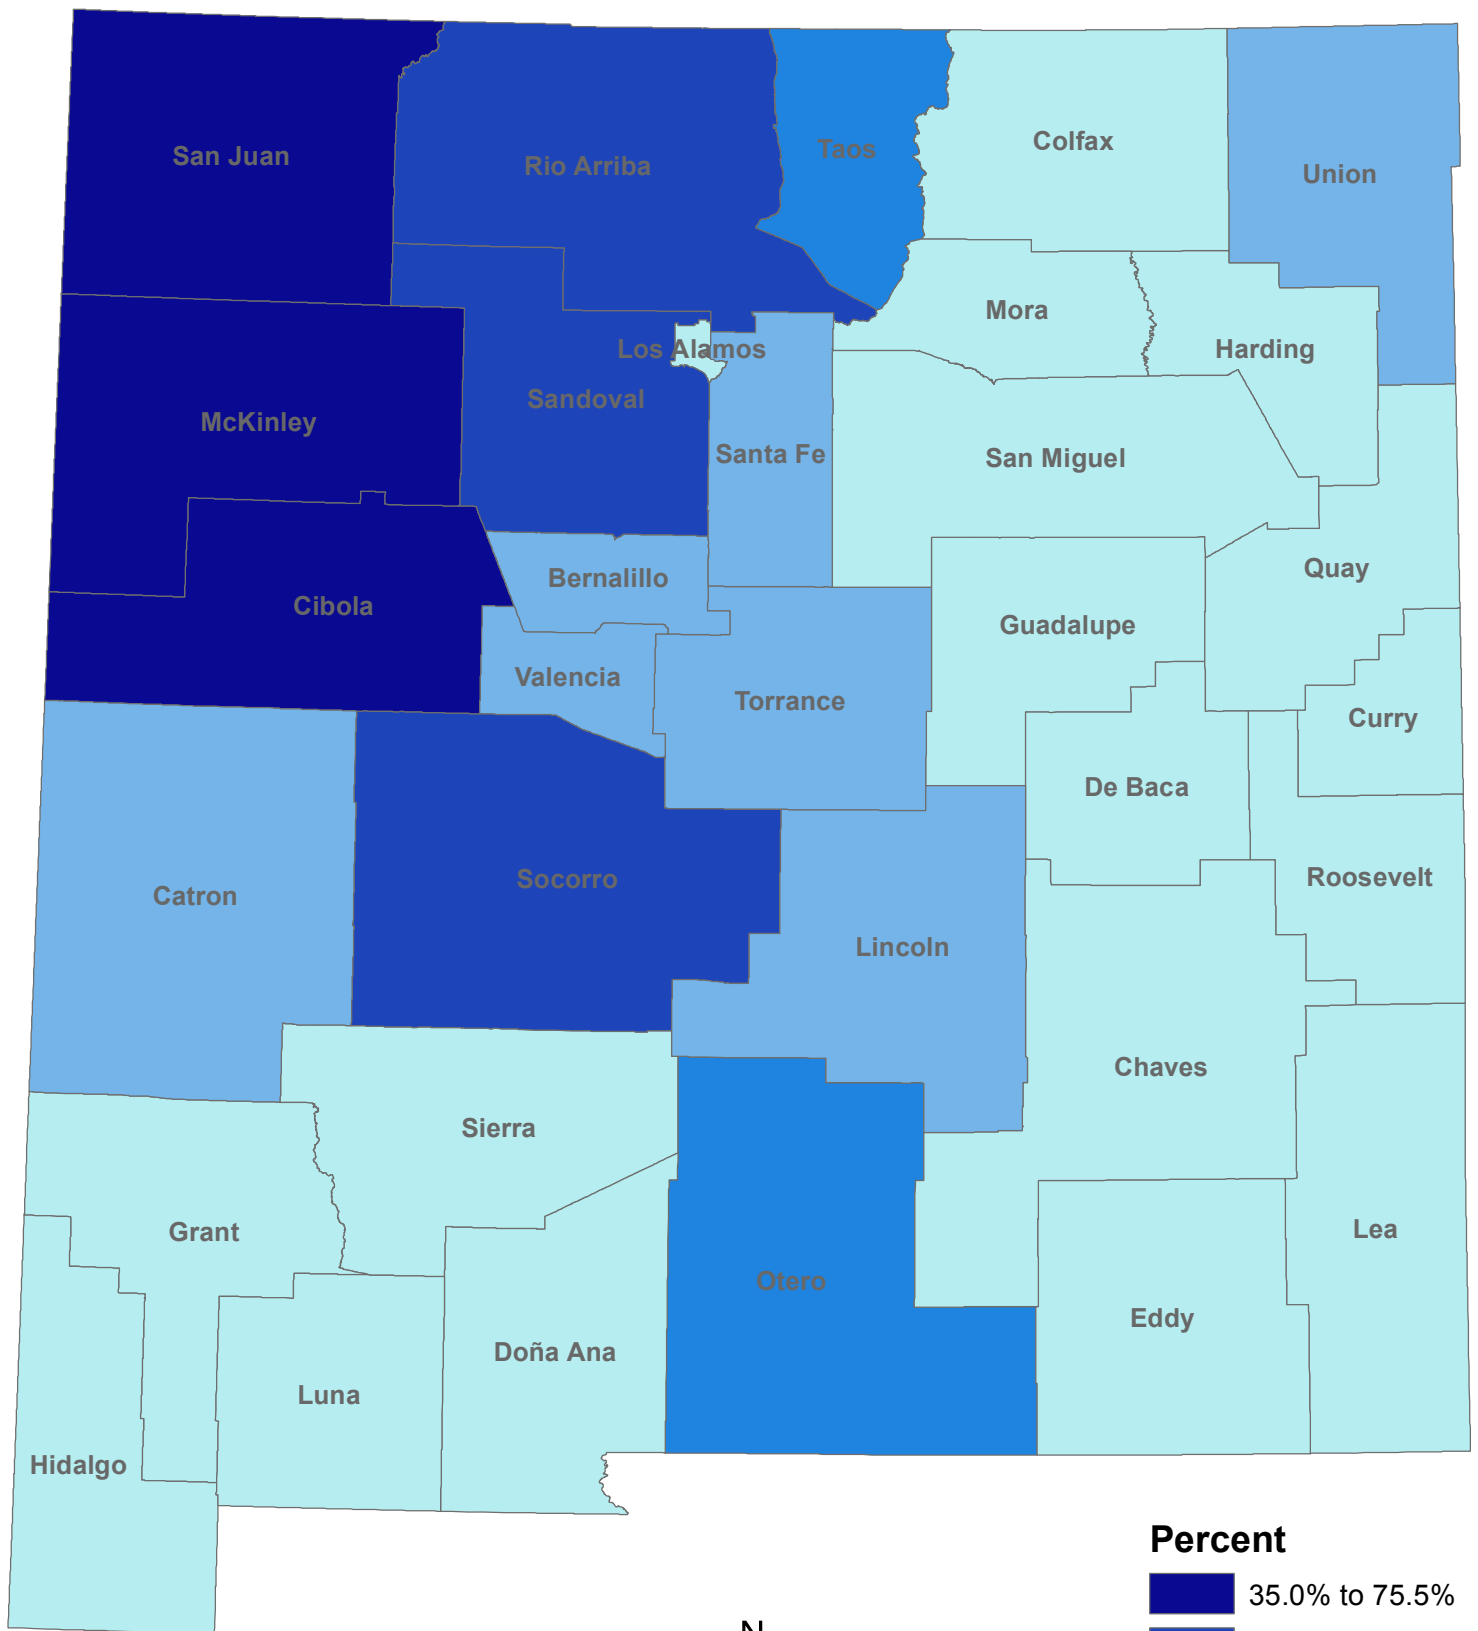 San Juan
Rio Arriba
Taos
Colfax
Union
Mora
Harding
Los Alamos
Sandoval
McKinley
Santa Fe
San Miguel
Quay
Bernalillo
Cibola
Guadalupe
Valencia
Torrance
Curry
De Baca
Socorro
Roosevelt
Catron
Lincoln
Chaves
Sierra
Grant
Lea
Otero
Eddy
Doña Ana
Luna
Hidalgo
Percent
35.0% to 75.5%
N